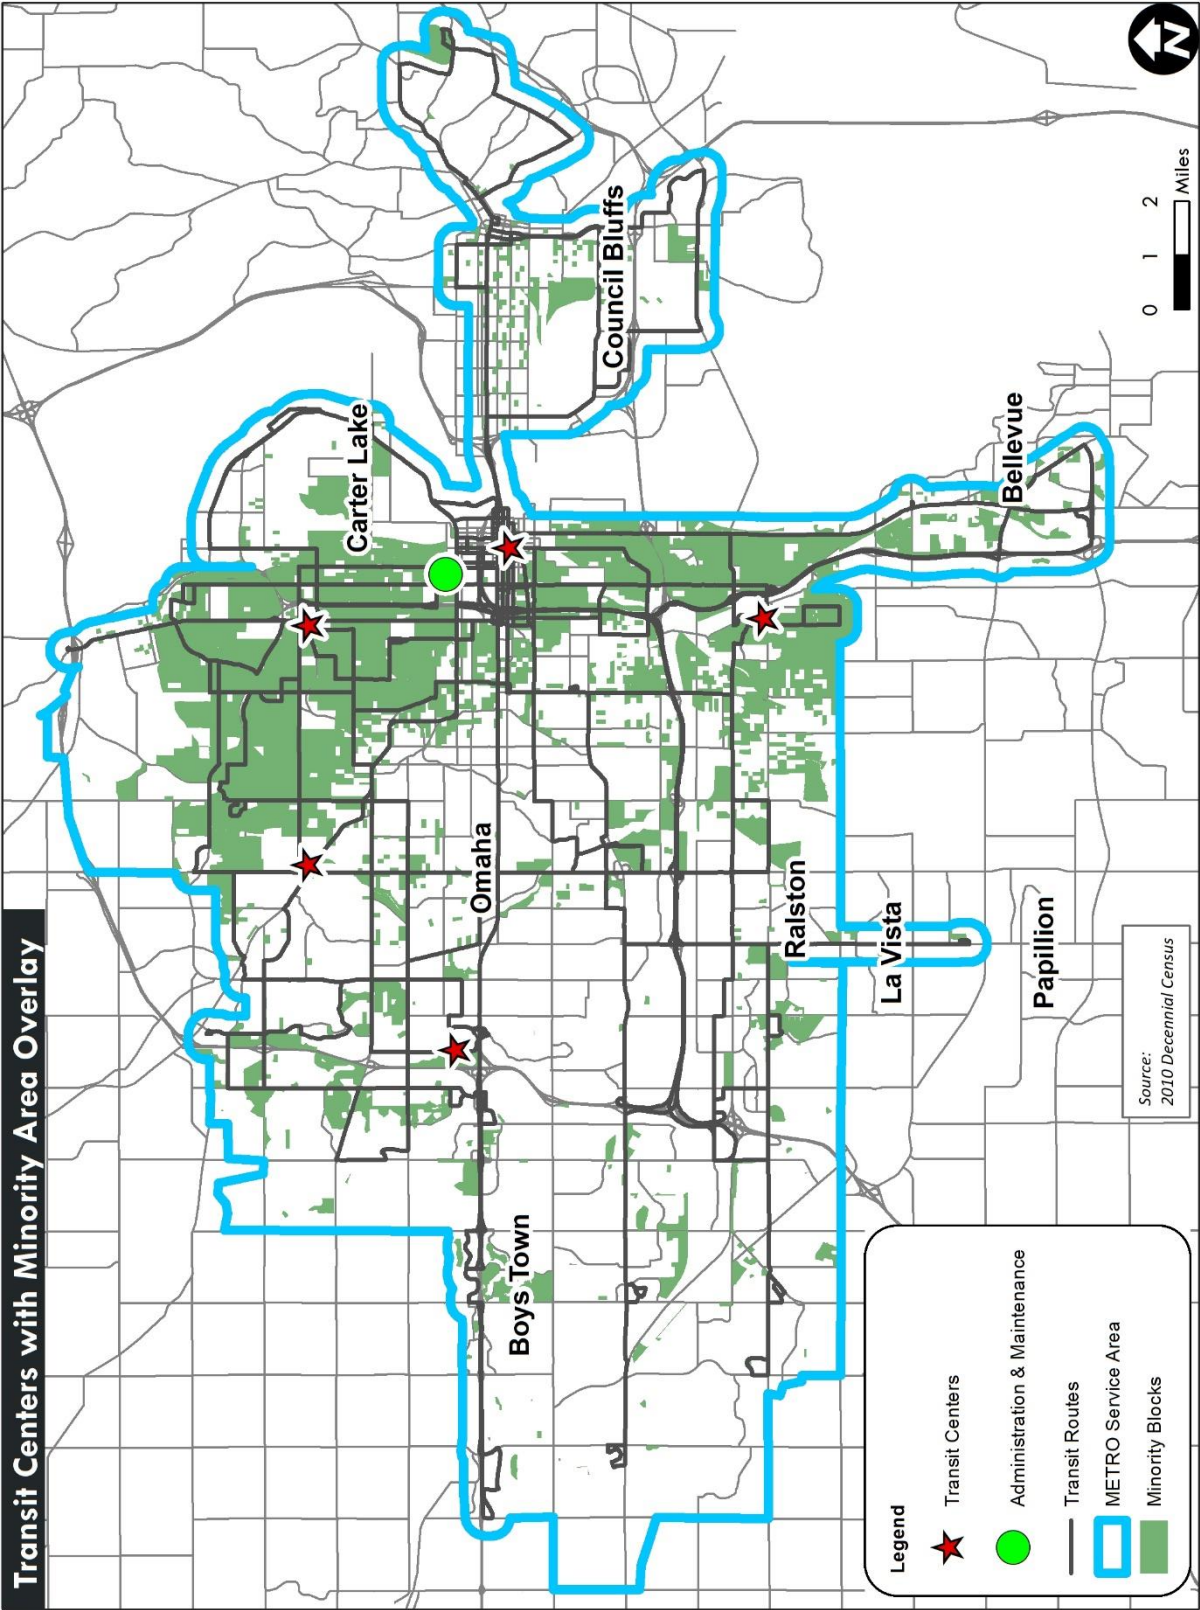 Transit Centers with Minority Area Overlay
N
Carter Lake
Council Bluffs
Omaha
Boys Town
Ralston
La Vista
Bellevue
Papillion
Legend
Transit Centers
Administration & Maintenance
Transit Routes
METRO Service Area
Minority Blocks
Source:
2010 Decennial Census
0 1 2
Miles